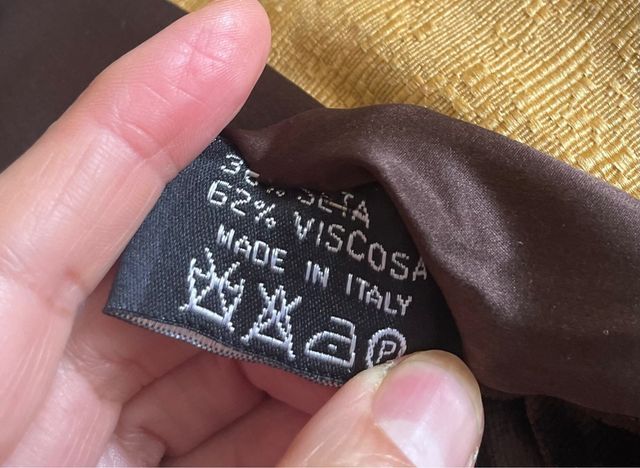 SETA
62% VISCOSA
MADE IN ITALY
P